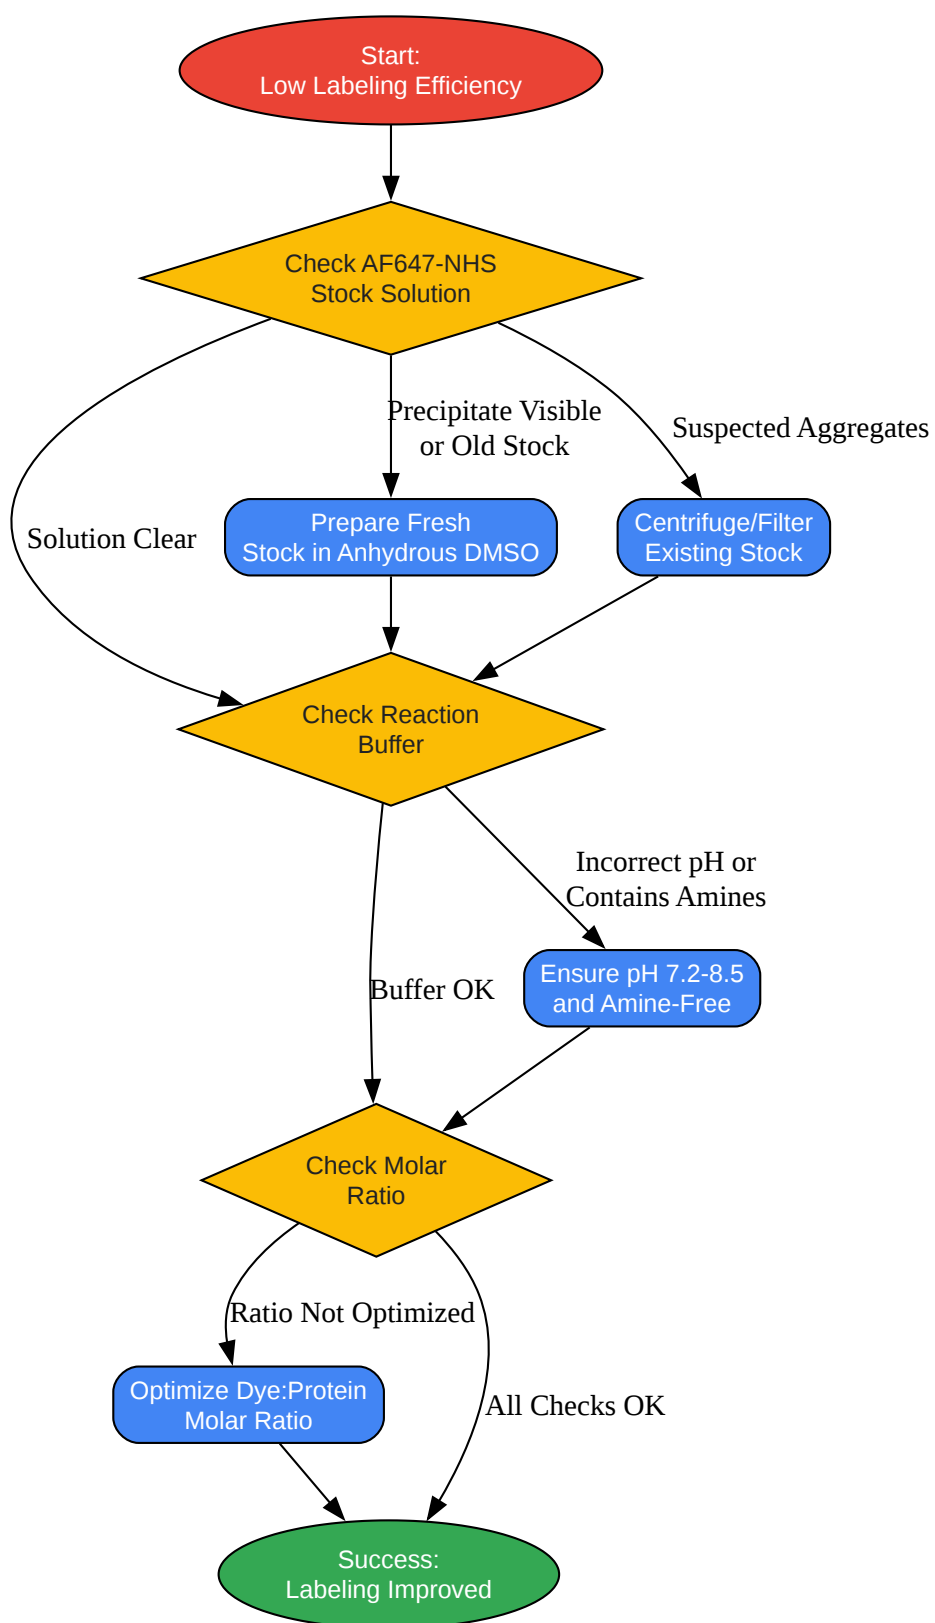 Start:
Low Labeling Efficiency
Check AF647-NHS
Stock Solution
Precipitate Visible
or Old Stock
Suspected Aggregates
Solution Clear
Prepare Fresh
Stock in Anhydrous DMSO
Centrifuge/Filter
Existing Stock
Check Reaction
Buffer
Incorrect pH or
Contains Amines
Buffer OK
Ensure pH 7.2-8.5
and Amine-Free
Check Molar
Ratio
Ratio Not Optimized
Optimize Dye:Protein
Molar Ratio
All Checks OK
Success:
Labeling Improved